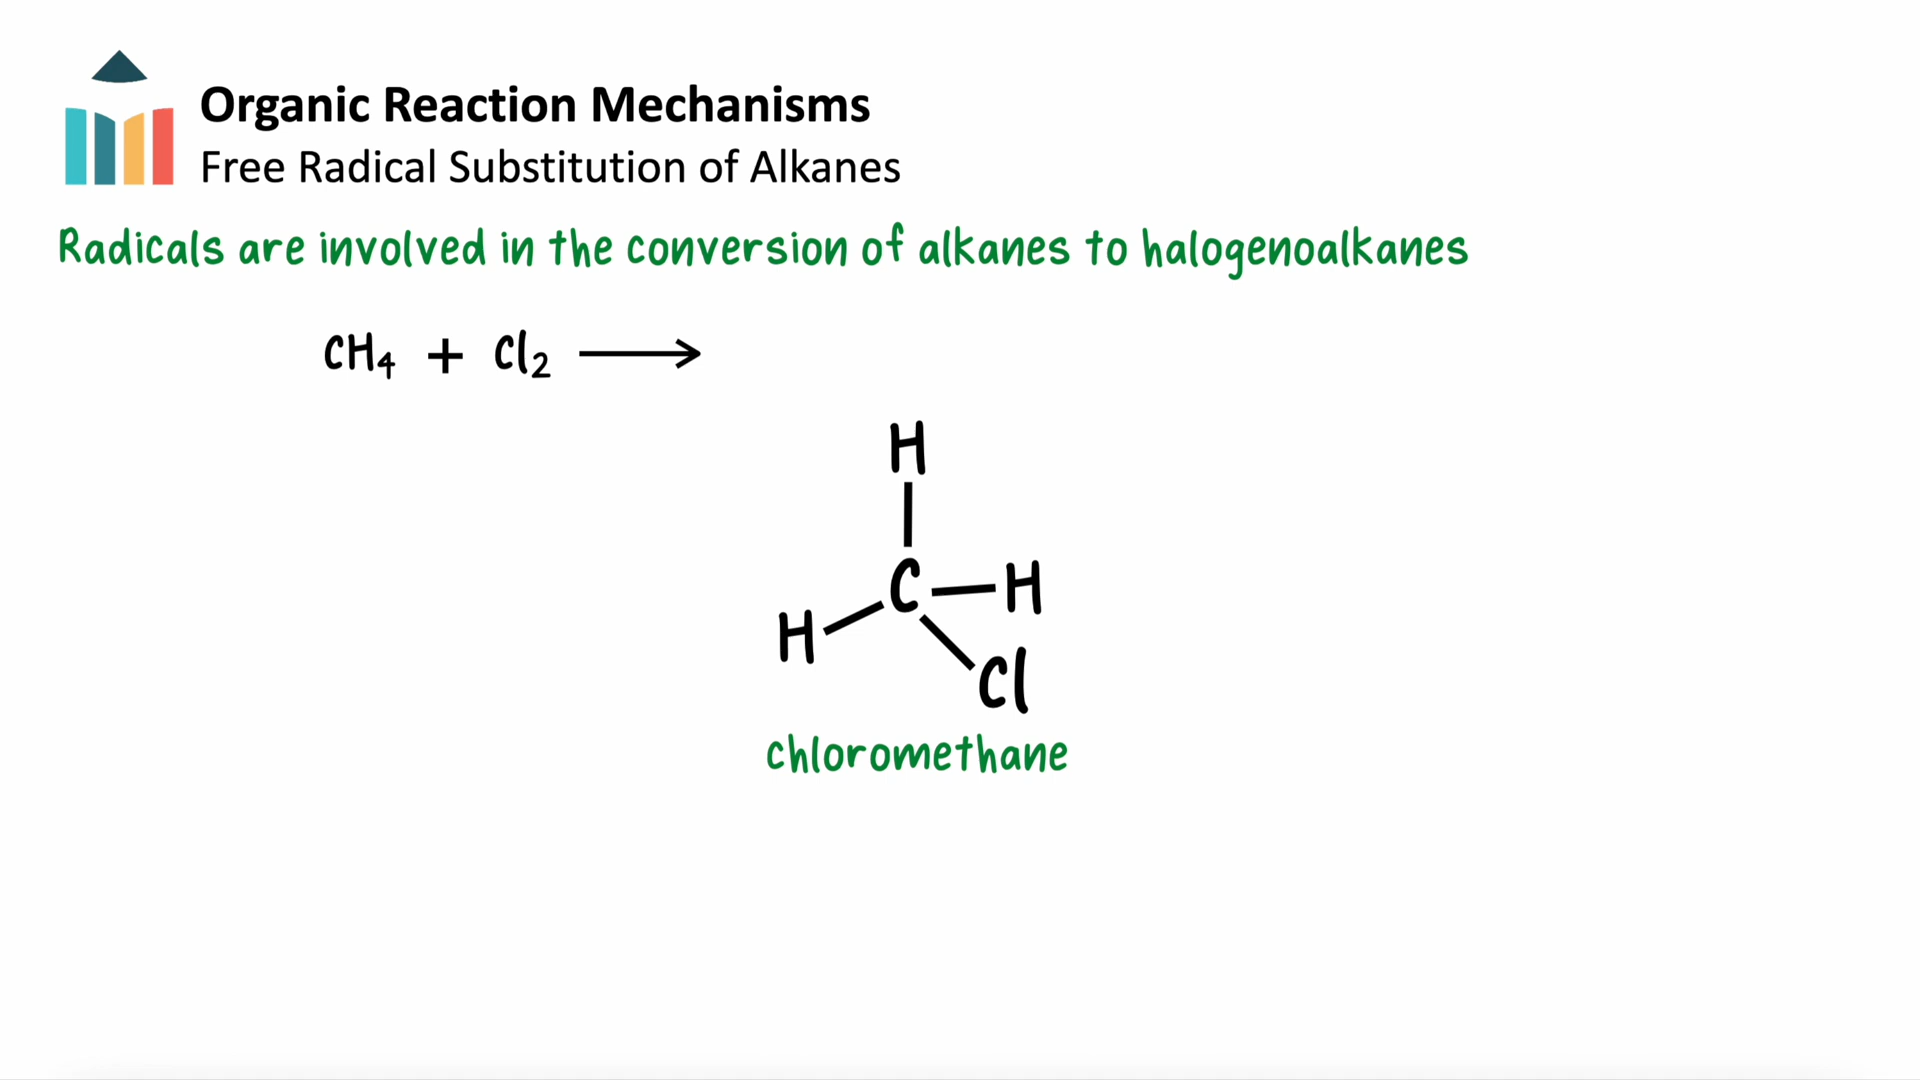 Organic Reaction Mechanisms
Free Radical Substitution of Alkanes
Radicals are involved in the conversion of alkanes to halogenoalkanes
CH₄ + Cl₂ ⟶
H
C H
H
Cl
chloromethane